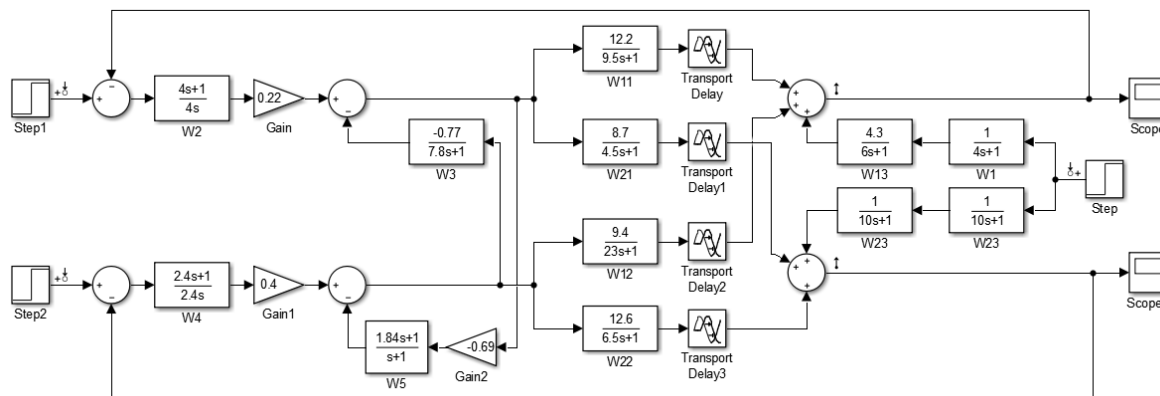 12.2
9.5s+1
W11
Transport
Delay
Step1
4s+1
4s
W2
0.22
Gain
-0.77
7.8s+1
W3
8.7
4.5s+1
W21
Transport
Delay1
4.3
6s+1
W13
1
4s+1
W1
Scope
Step
1
10s+1
W23
1
10s+1
W23
9.4
23s+1
W12
Transport
Delay2
Step2
2.4s+1
2.4s
W4
0.4
Gain1
1.84s+1
s+1
W5
-0.69
Gain2
12.6
6.5s+1
W22
Transport
Delay3
Scope